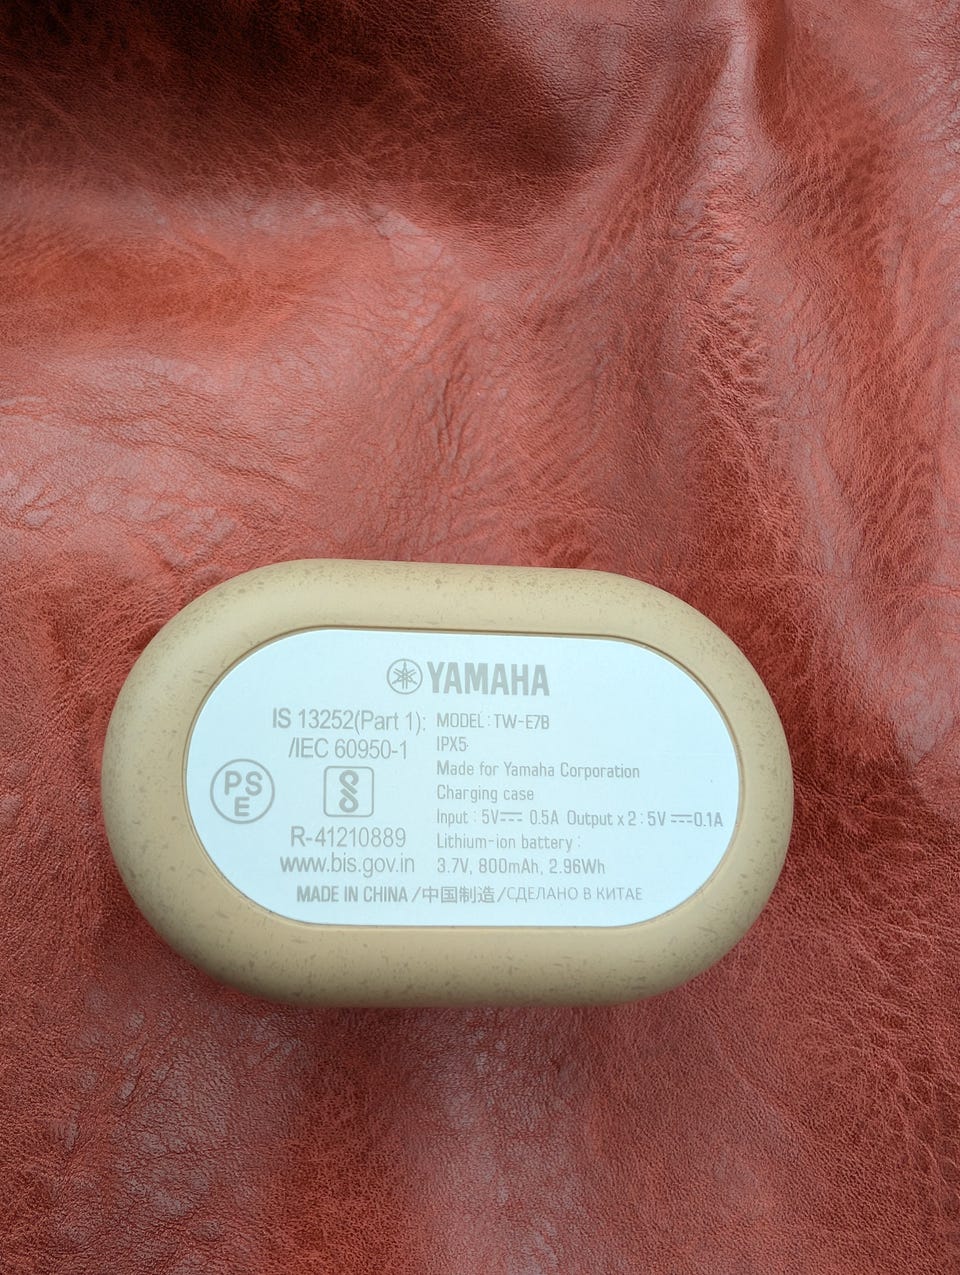 YAMAHA
IS 13252(Part 1):
/IEC 60950-1
PS
E
R-41210889
www.bis.gov.in
MODEL : TW-E7B
IPX5
Made for Yamaha Corporation
Charging case
Input : 5V⎓ 0.5A Output x 2 : 5V ⎓0.1A
Lithium-ion battery :
3.7V, 800mAh, 2.96Wh
MADE IN CHINA /中国制造/СДЕЛАНО В КИТАЕ